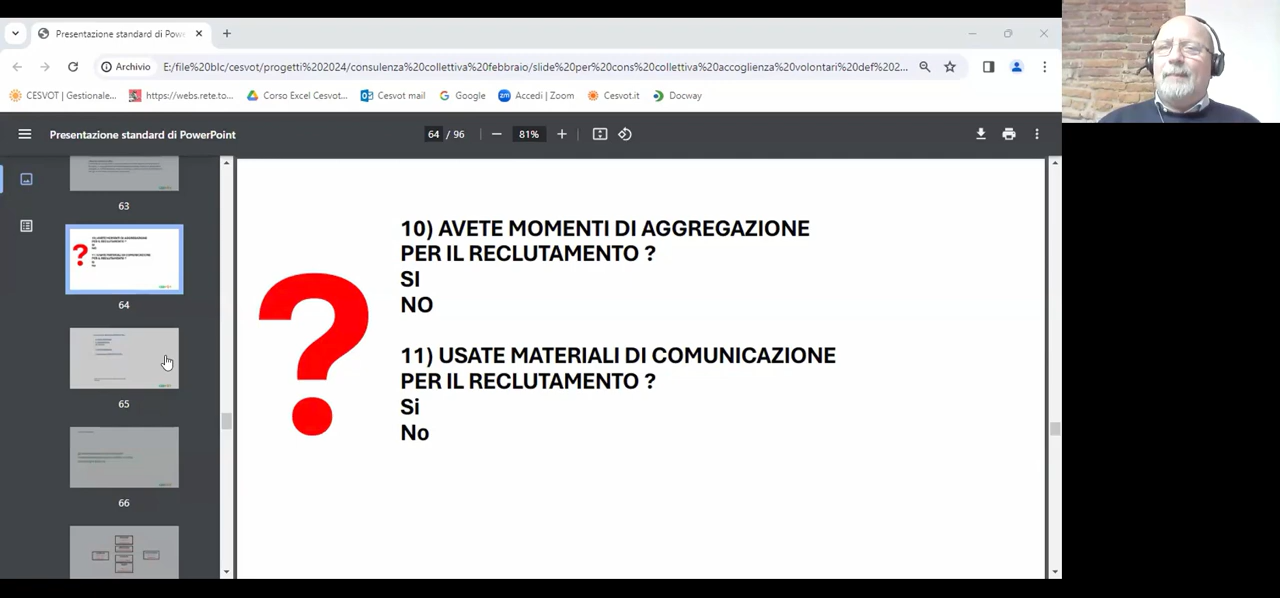 Presentazione standard di Pow
Archivio
E:/file%20blc/cesvot/progetti%202024/consulenza%20collettiva%20febbraio/slide%20per%20cons%20collettiva%20accoglienza%20volontari%20def%202...
CESVOT | Gestionale...
https://webs.rete.to...
Corso Excel Cesvot...
Cesvot mail
Google
Accedi | Zoom
Cesvot.it
Docway
Presentazione standard di PowerPoint
64 / 96
81%
63
64
65
66
10) AVETE MOMENTI DI AGGREGAZIONE
PER IL RECLUTAMENTO ?
SI
NO
11) USATE MATERIALI DI COMUNICAZIONE
PER IL RECLUTAMENTO ?
Si
No